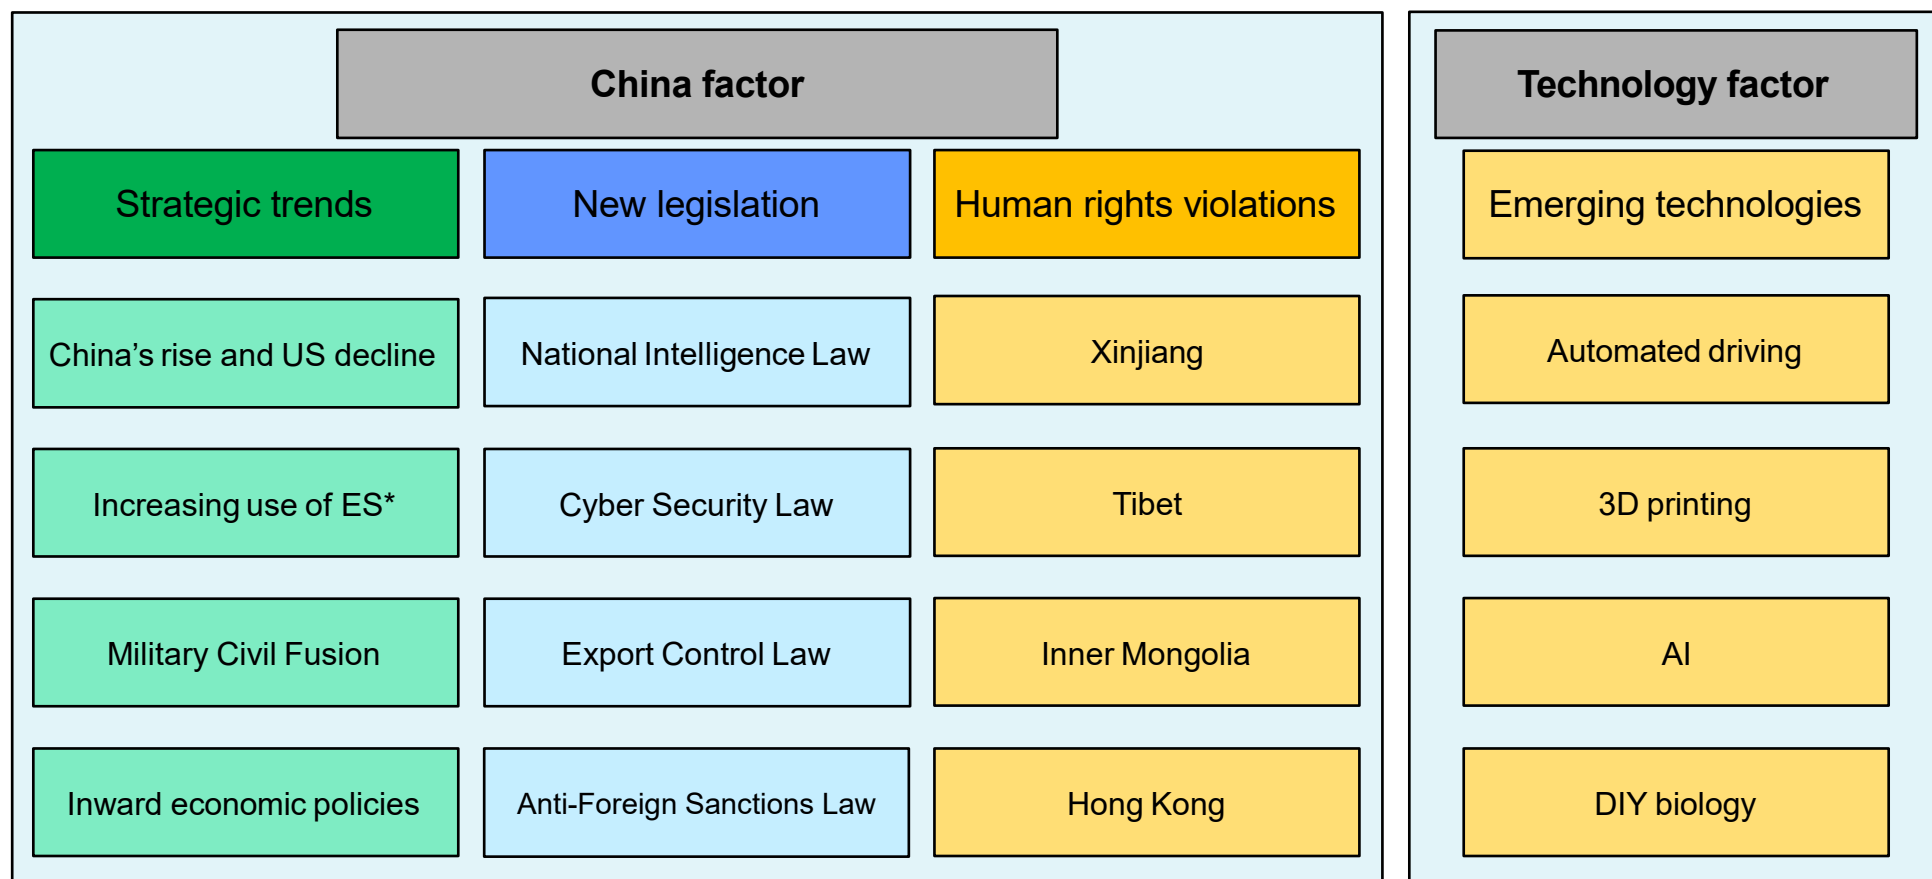 China factor
Technology factor
Strategic trends
New legislation
Human rights violations
Emerging technologies
China’s rise and US decline
National Intelligence Law
Xinjiang
Automated driving
Increasing use of ES*
Cyber Security Law
Tibet
3D printing
Military Civil Fusion
Export Control Law
Inner Mongolia
AI
Inward economic policies
Anti-Foreign Sanctions Law
Hong Kong
DIY biology